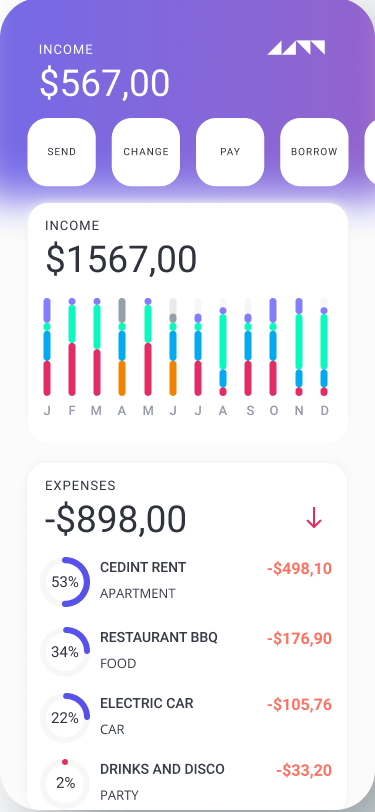 INCOME
$567,00
SEND CHANGE PAY BORROW
INCOME
$1567,00
J F M A M J J A S O N D
EXPENSES
-$898,00
53% CEDINT RENT -$498,10
APARTMENT
34% RESTAURANT BBQ -$176,90
FOOD
22% ELECTRIC CAR -$105,76
CAR
2% DRINKS AND DISCO -$33,20
PARTY